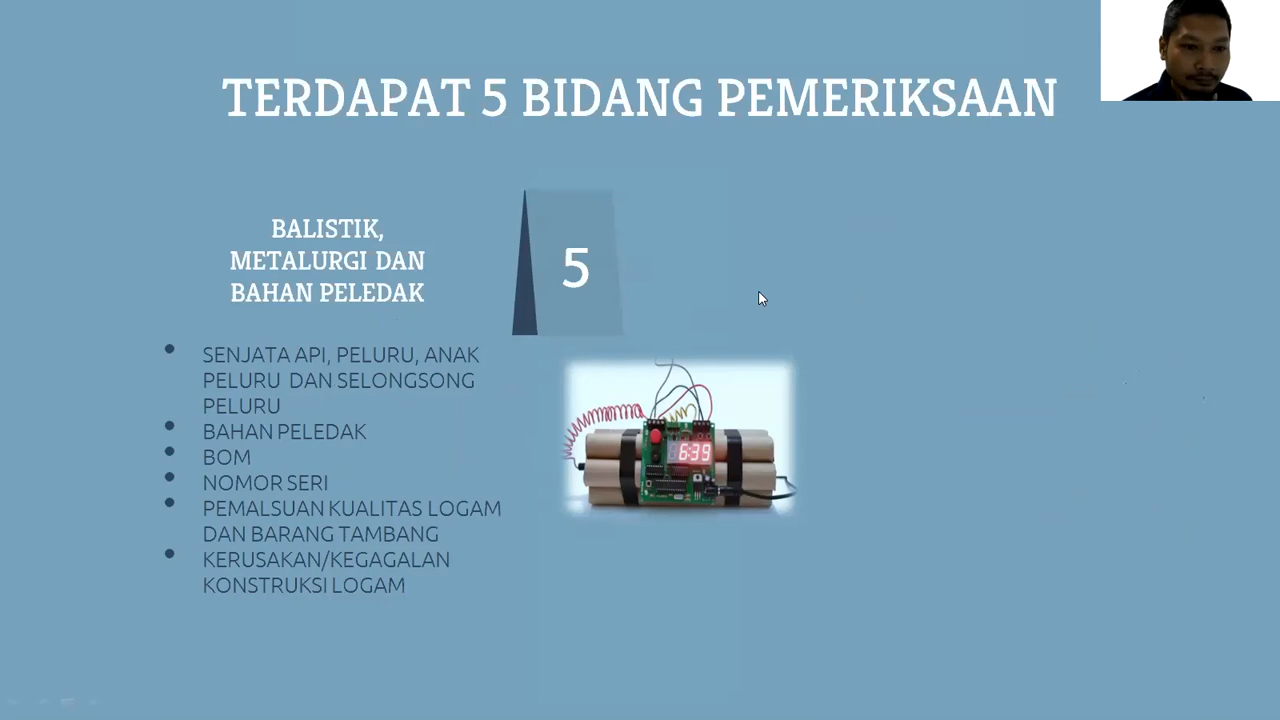 TERDAPAT 5 BIDANG PEMERIKSAAN
BALISTIK,
METALURGI DAN
BAHAN PELEDAK
5
• SENJATA API, PELURU, ANAK
PELURU DAN SELONGSONG
PELURU
• BAHAN PELEDAK
• BOM
• NOMOR SERI
• PEMALSUAN KUALITAS LOGAM
DAN BARANG TAMBANG
• KERUSAKAN/KEGAGALAN
KONSTRUKSI LOGAM
6:39